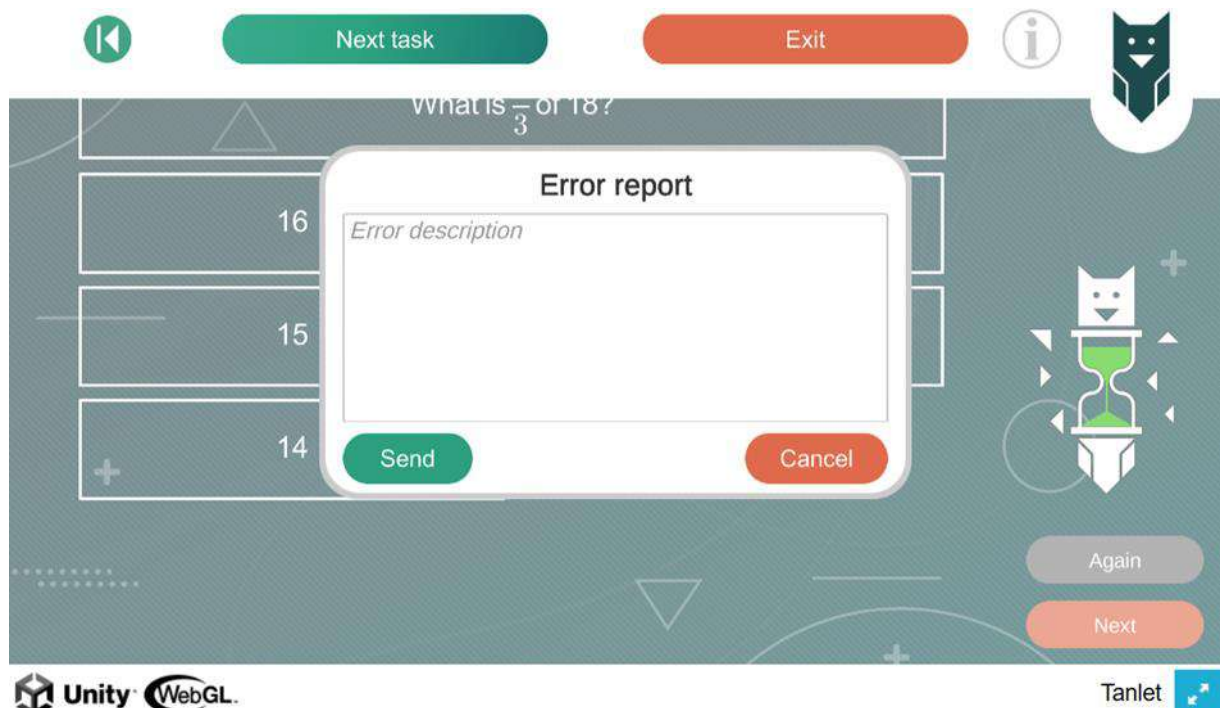 Next task
Exit
i
What is — of 18?
3
16
15
14
Error report
Error description
Send
Cancel
Again
Next
Unity WebGL.
Tanlet